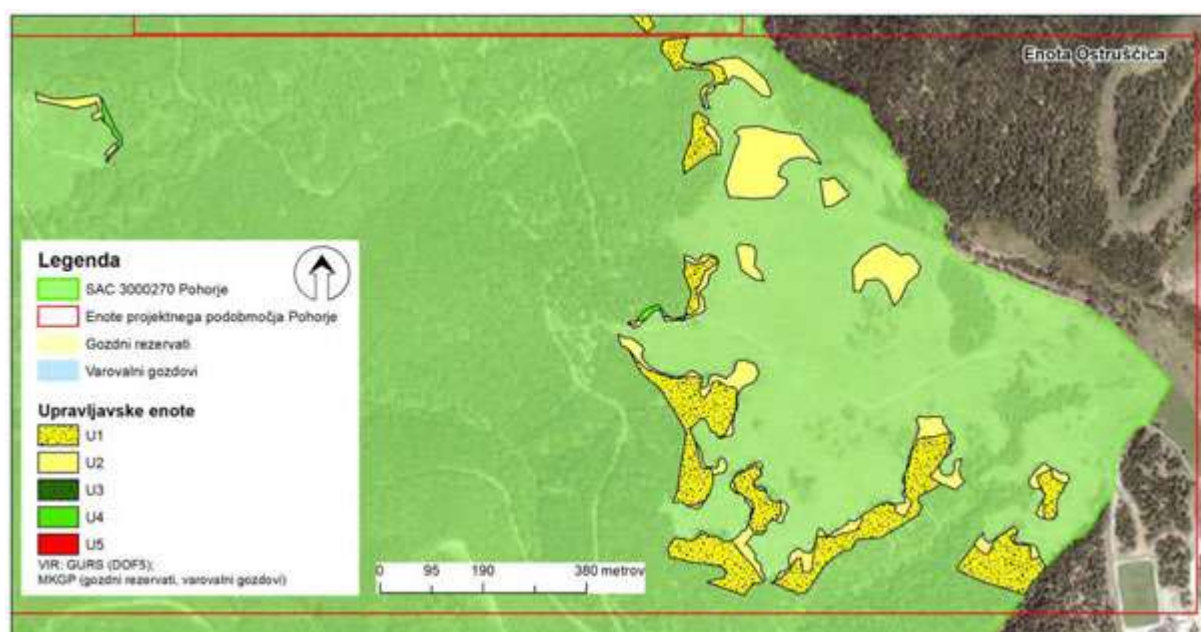 Enota Ostruščica
Legenda
SAC 3000270 Pohorje
Enote projektnega podobmočja Pohorje
Gozdni rezervati
Varovalni gozdovi
Upravljavske enote
U1
U2
U3
U4
U5
VIR: GURS (DOF5);
MKGP (gozdni rezervati, varovalni gozdovi)
0 95 190 380 metrov